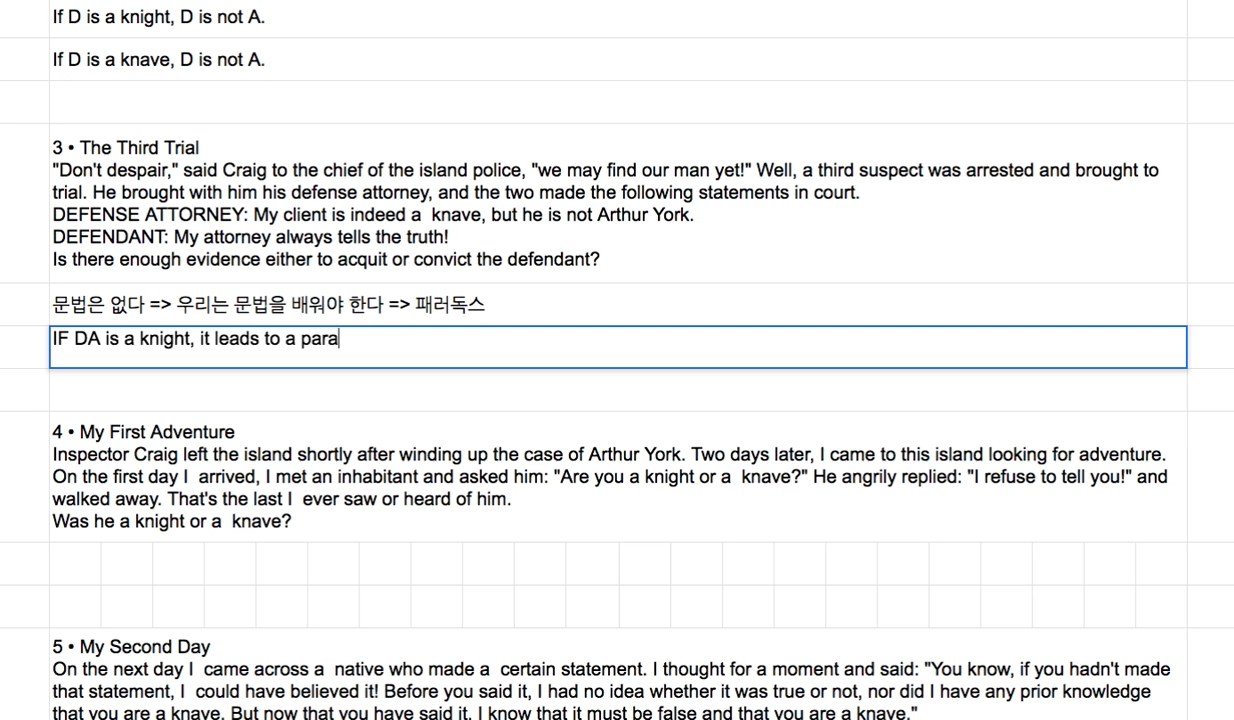 If D is a knight, D is not A.
If D is a knave, D is not A.
3 • The Third Trial
"Don't despair," said Craig to the chief of the island police, "we may find our man yet!" Well, a third suspect was arrested and brought to
trial. He brought with him his defense attorney, and the two made the following statements in court.
DEFENSE ATTORNEY: My client is indeed a  knave, but he is not Arthur York.
DEFENDANT: My attorney always tells the truth!
Is there enough evidence either to acquit or convict the defendant?
문법은 없다 => 우리는 문법을 배워야 한다 => 패러독스
IF DA is a knight, it leads to a para
4 • My First Adventure
Inspector Craig left the island shortly after winding up the case of Arthur York. Two days later, I came to this island looking for adventure.
On the first day I  arrived, I met an inhabitant and asked him: "Are you a knight or a  knave?" He angrily replied: "I refuse to tell you!" and
walked away. That's the last I  ever saw or heard of him.
Was he a knight or a  knave?
5 • My Second Day
On the next day I  came across a  native who made a  certain statement. I thought for a moment and said: "You know, if you hadn't made
that statement, I  could have believed it! Before you said it, I had no idea whether it was true or not, nor did I have any prior knowledge
that you are a knave. But now that you have said it, I know that it must be false and that you are a knave."